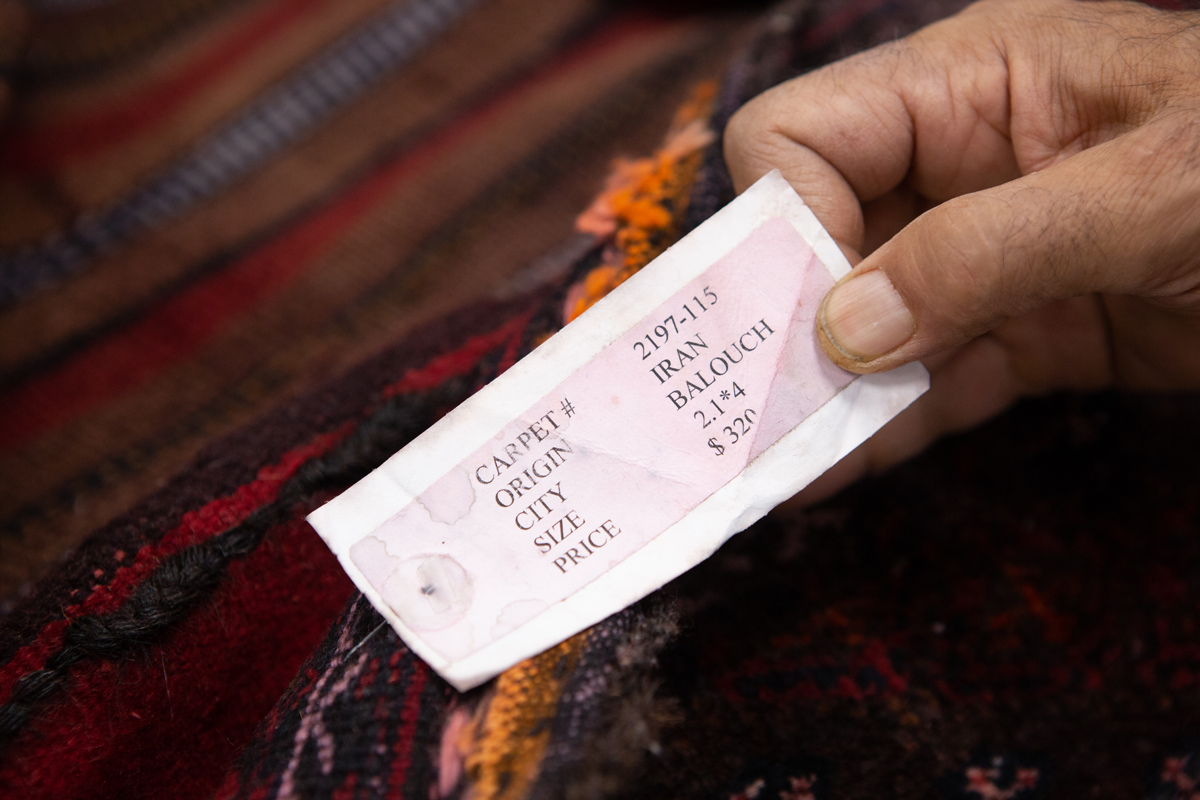 CARPET # 2197-115
ORIGIN IRAN
CITY BALOUCH
SIZE 2.1*4
PRICE $ 320